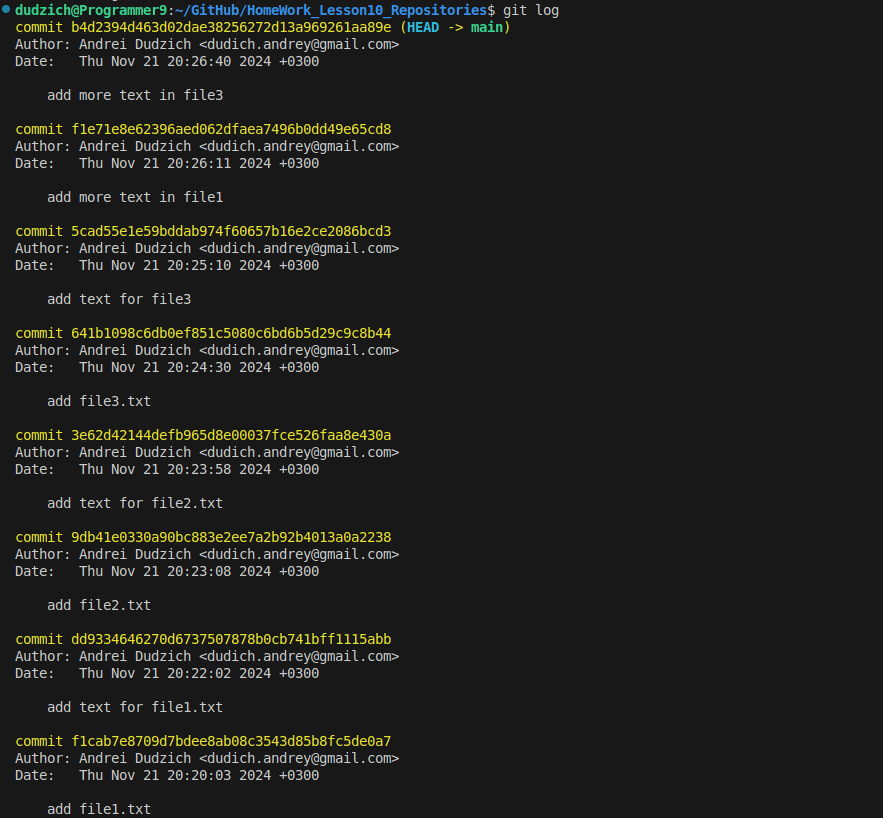 dudzich@Programmer9:~/GitHub/HomeWork_Lesson10_Repositories$ git log
commit b4d2394d463d02dae38256272d13a969261aa89e (HEAD -> main)
Author: Andrei Dudzich <dudich.andrey@gmail.com>
Date:   Thu Nov 21 20:26:40 2024 +0300
    add more text in file3
commit f1e71e8e62396aed062dfaea7496b0dd49e65cd8
Author: Andrei Dudzich <dudich.andrey@gmail.com>
Date:   Thu Nov 21 20:26:11 2024 +0300
    add more text in file1
commit 5cad55e1e59bddab974f60657b16e2ce2086bcd3
Author: Andrei Dudzich <dudich.andrey@gmail.com>
Date:   Thu Nov 21 20:25:10 2024 +0300
    add text for file3
commit 641b1098c6db0ef851c5080c6bd6b5d29c9c8b44
Author: Andrei Dudzich <dudich.andrey@gmail.com>
Date:   Thu Nov 21 20:24:30 2024 +0300
    add file3.txt
commit 3e62d42144defb965d8e00037fce526faa8e430a
Author: Andrei Dudzich <dudich.andrey@gmail.com>
Date:   Thu Nov 21 20:23:58 2024 +0300
    add text for file2.txt
commit 9db41e0330a90bc883e2ee7a2b92b4013a0a2238
Author: Andrei Dudzich <dudich.andrey@gmail.com>
Date:   Thu Nov 21 20:23:08 2024 +0300
    add file2.txt
commit dd9334646270d6737507878b0cb741bff1115abb
Author: Andrei Dudzich <dudich.andrey@gmail.com>
Date:   Thu Nov 21 20:22:02 2024 +0300
    add text for file1.txt
commit f1cab7e8709d7bdee8ab08c3543d85b8fc5de0a7
Author: Andrei Dudzich <dudich.andrey@gmail.com>
Date:   Thu Nov 21 20:20:03 2024 +0300
    add file1.txt